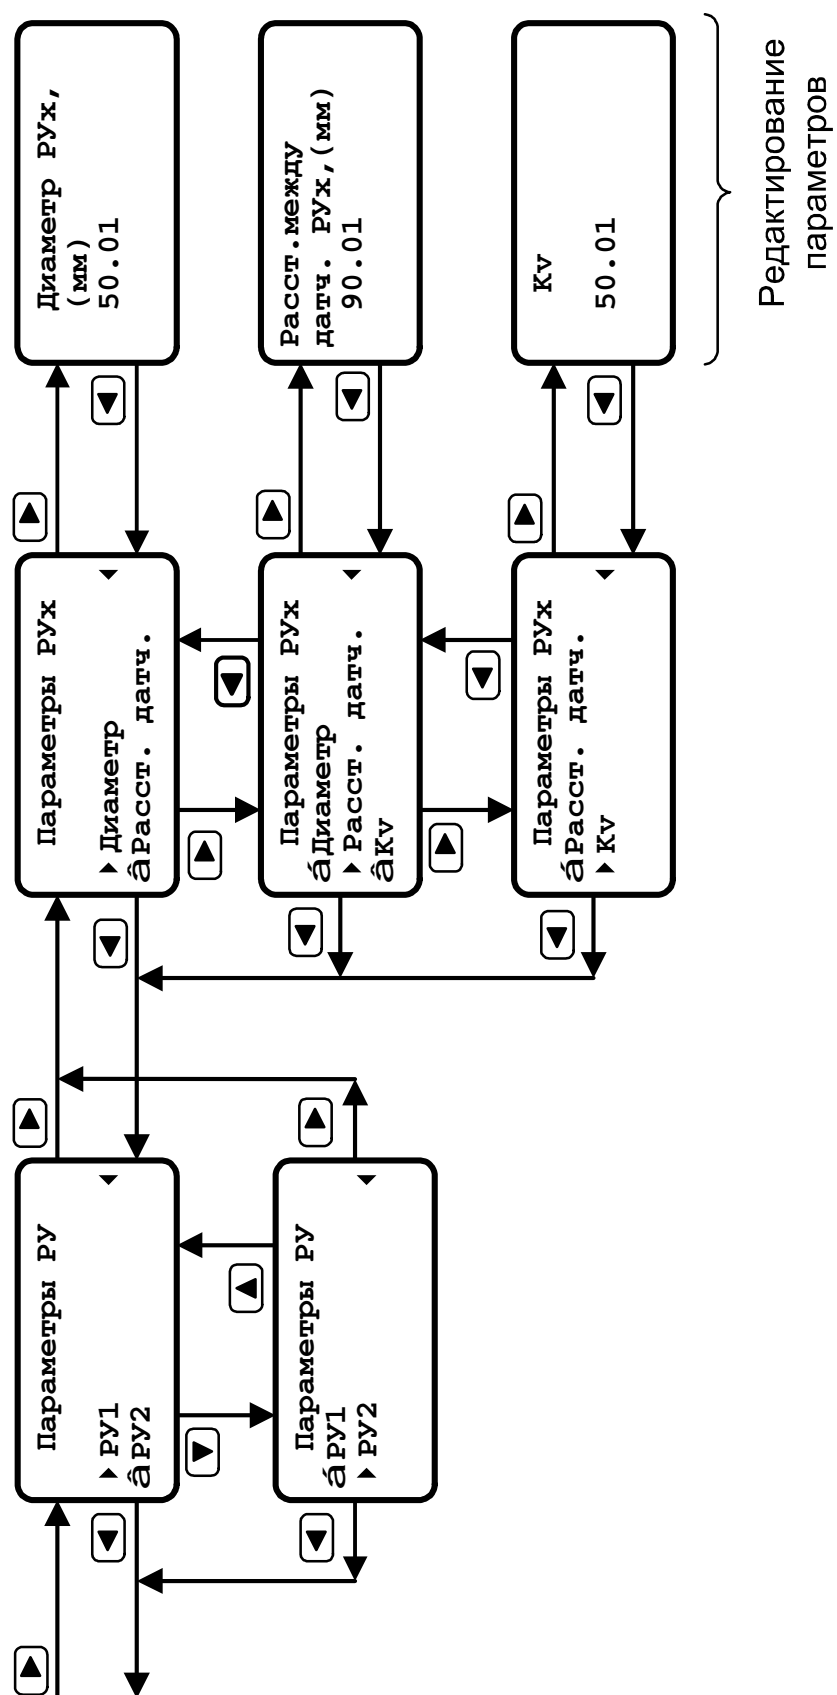 Параметры РУ
РУ1
âРУ2
Параметры РУ
áРУ1
РУ2
Параметры РУх
Диаметр
âРасст. датч.
Параметры РУх
áДиаметр
Расст. датч.
âKv
Параметры РУх
áРасст. датч.
Kv
Диаметр РУх,
(мм)
50.01
Расст.между
датч. РУх,(мм)
90.01
Kv
50.01
Редактирование
параметров